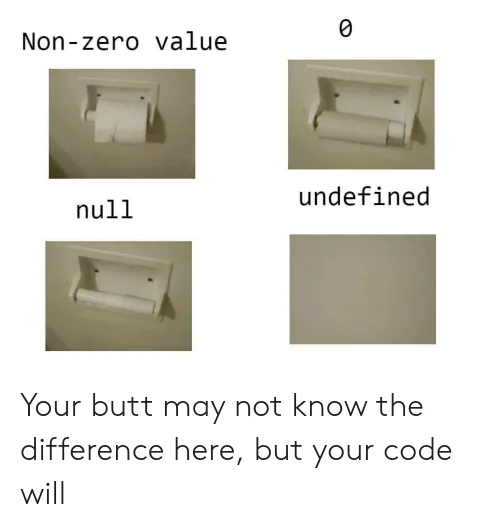 Non-zero value
0
null
undefined
Your butt may not know the
difference here, but your code
will